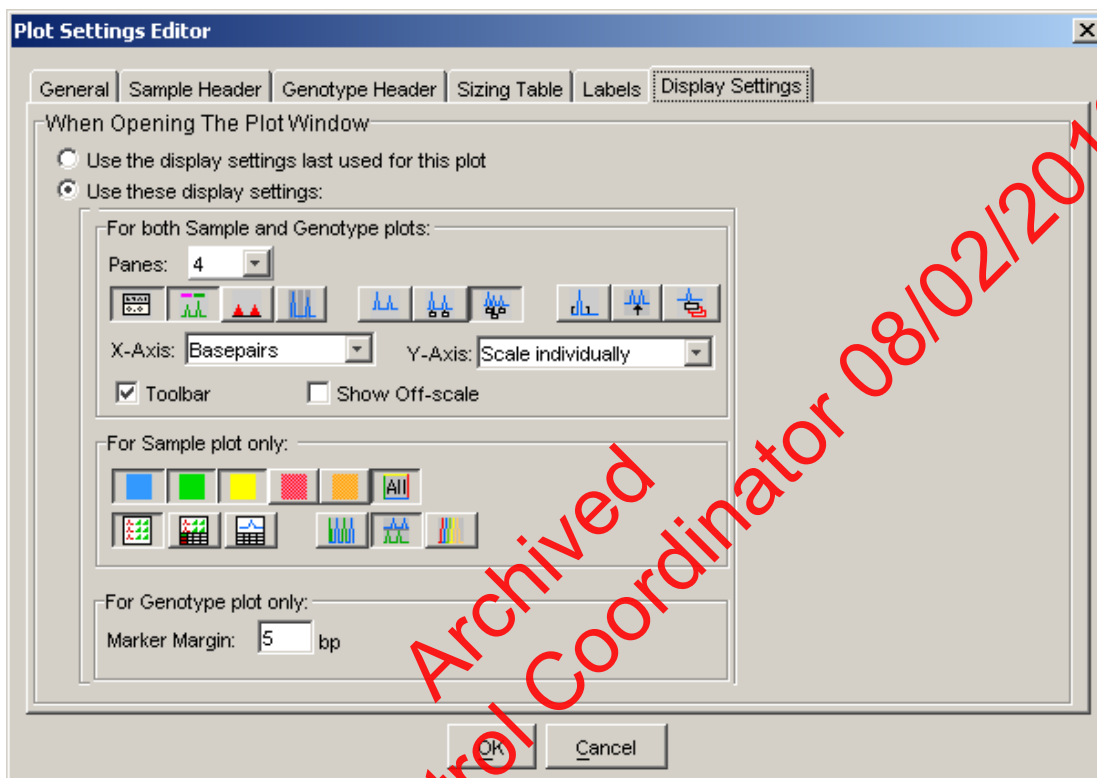 Plot Settings Editor
General Sample Header Genotype Header Sizing Table Labels Display Settings
When Opening The Plot Window
Use the display settings last used for this plot
Use these display settings:
For both Sample and Genotype plots:
Panes: 4
X-Axis: Basepairs Y-Axis: Scale individually
Toolbar Show Off-scale
For Sample plot only:
All
For Genotype plot only:
Marker Margin: 5 bp
OK Cancel
Archived
Coordinator 08/02/201